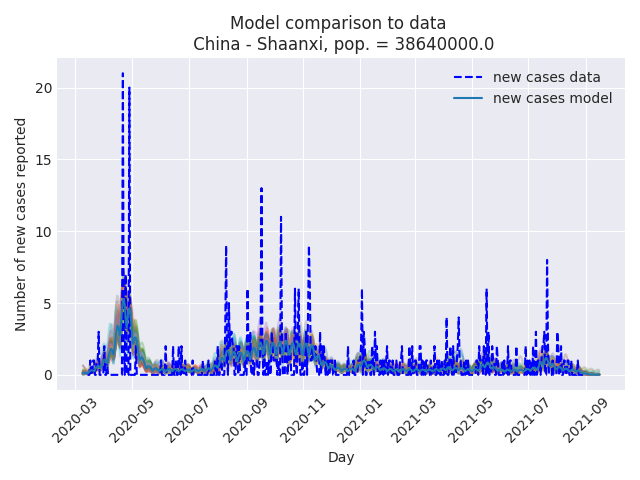 Model comparison to data
China - Shaanxi, pop. = 38640000.0
new cases data
new cases model
Number of new cases reported
20
15
10
5
0
2020-03
2020-05
2020-07
2020-09
2020-11
2021-01
2021-03
2021-05
2021-07
2021-09
Day